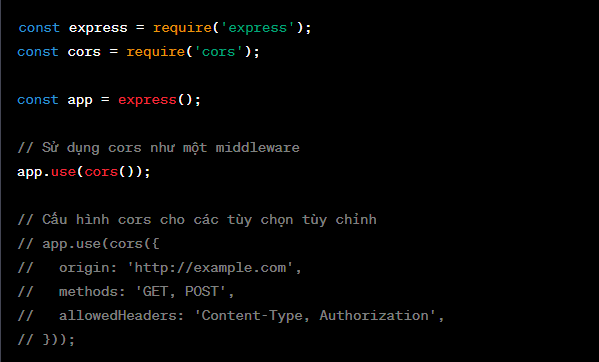 const express = require('express');
const cors = require('cors');
const app = express();
// Sử dụng cors như một middleware
app.use(cors());
// Cấu hình cors cho các tùy chọn tùy chỉnh
// app.use(cors({
//   origin: 'http://example.com',
//   methods: 'GET, POST',
//   allowedHeaders: 'Content-Type, Authorization',
// }));